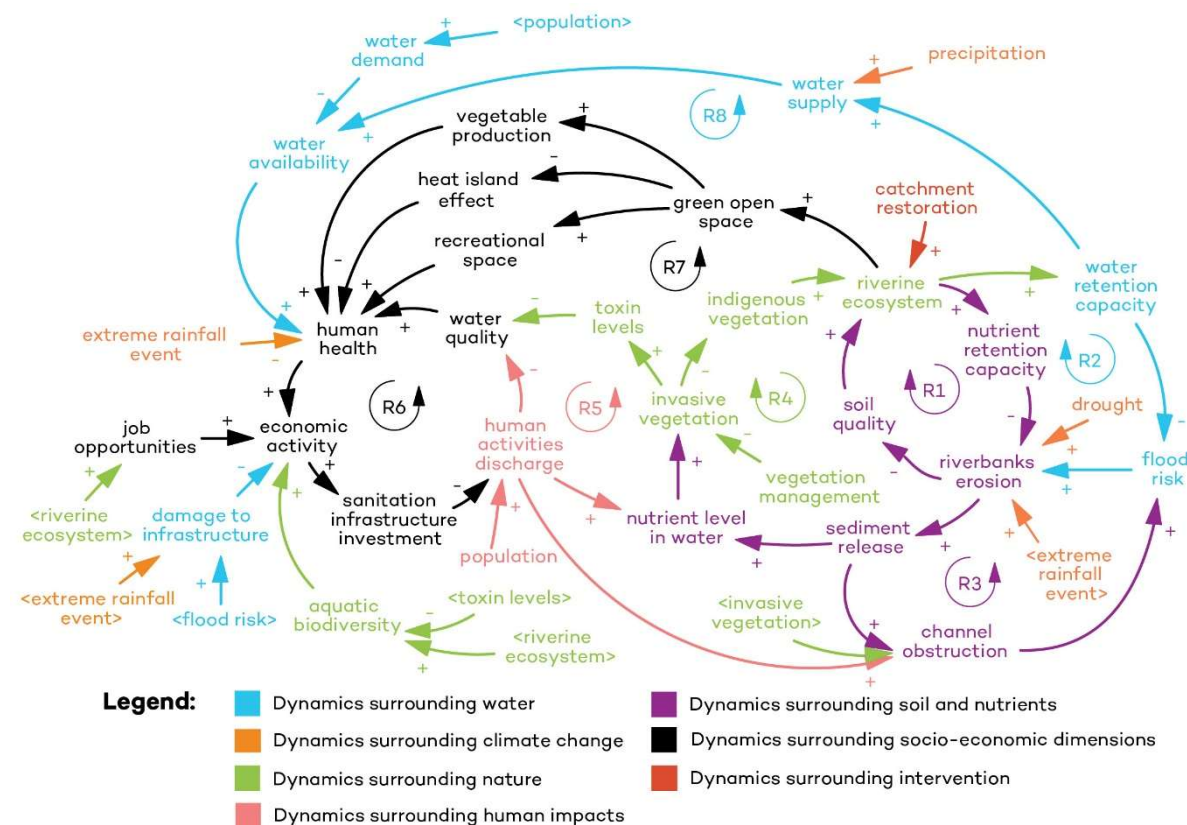 <population>
water
demand
precipitation
water
supply
R8
vegetable
production
water
availability
heat island
effect
green open
space
catchment
restoration
recreational
space
R7
riverine
ecosystem
water
retention
capacity
indigenous
vegetation
toxin
levels
extreme rainfall
event
human
health
water
quality
nutrient
retention
capacity
R2
R1
R6
R5
R4
invasive
vegetation
soil
quality
drought
job
opportunities
economic
activity
human
activities
discharge
riverbanks
erosion
flood
risk
vegetation
management
sanitation
infrastructure
investment
<riverine
ecosystem>
damage to
infrastructure
nutrient level
in water
sediment
release
population
R3
<extreme
rainfall
event>
<extreme rainfall
event>
<flood risk>
aquatic
biodiversity
<toxin levels>
<riverine
ecosystem>
<invasive
vegetation>
channel
obstruction
Legend:
Dynamics surrounding water
Dynamics surrounding climate change
Dynamics surrounding nature
Dynamics surrounding human impacts
Dynamics surrounding soil and nutrients
Dynamics surrounding socio-economic dimensions
Dynamics surrounding intervention